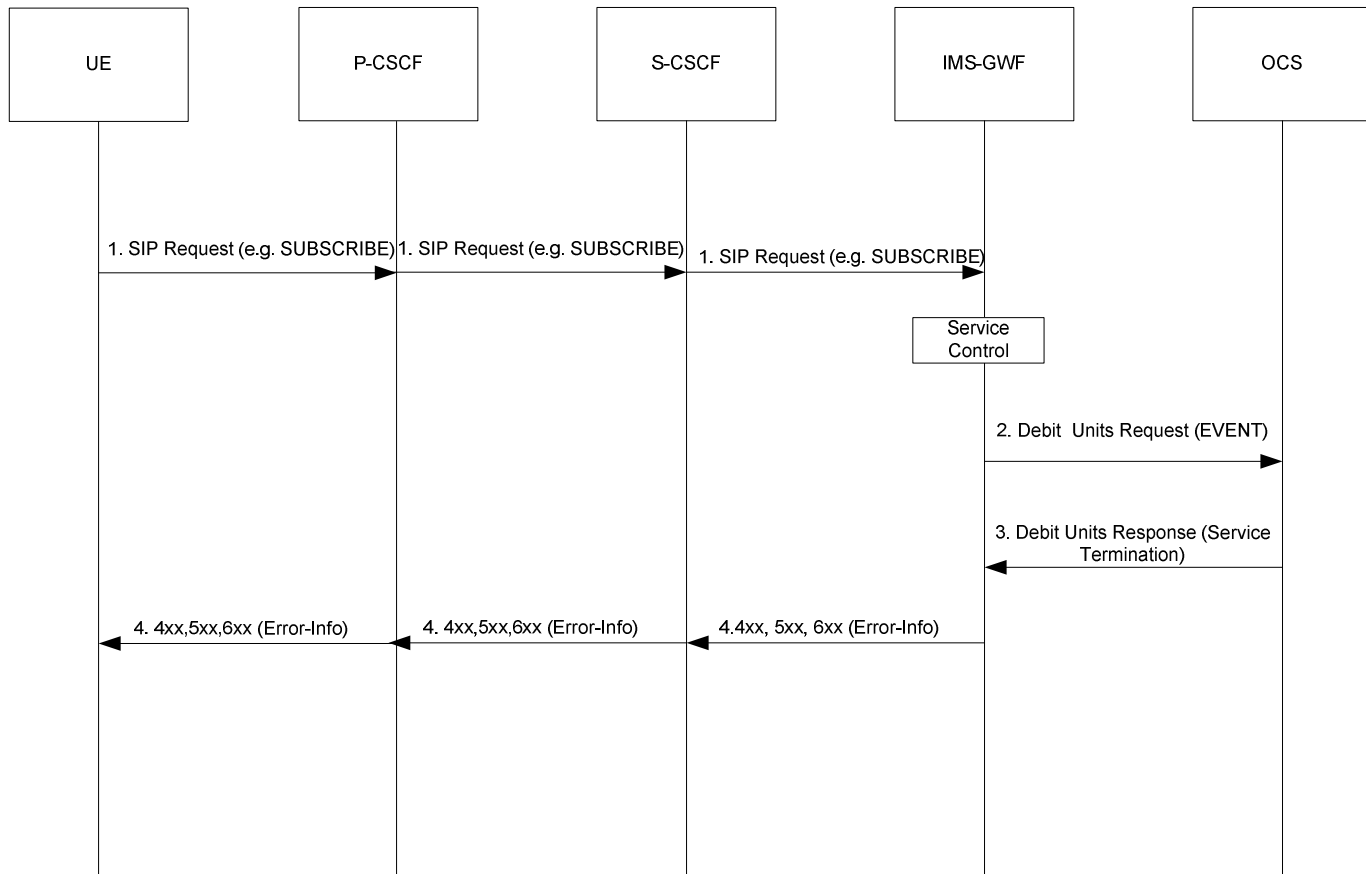 UE
P-CSCF
S-CSCF
IMS-GWF
OCS
1. SIP Request (e.g. SUBSCRIBE)
1. SIP Request (e.g. SUBSCRIBE)
1. SIP Request (e.g. SUBSCRIBE)
Service
Control
2. Debit Units Request (EVENT)
3. Debit Units Response (Service
Termination)
4. 4xx,5xx,6xx (Error-Info)
4. 4xx,5xx,6xx (Error-Info)
4.4xx, 5xx, 6xx (Error-Info)